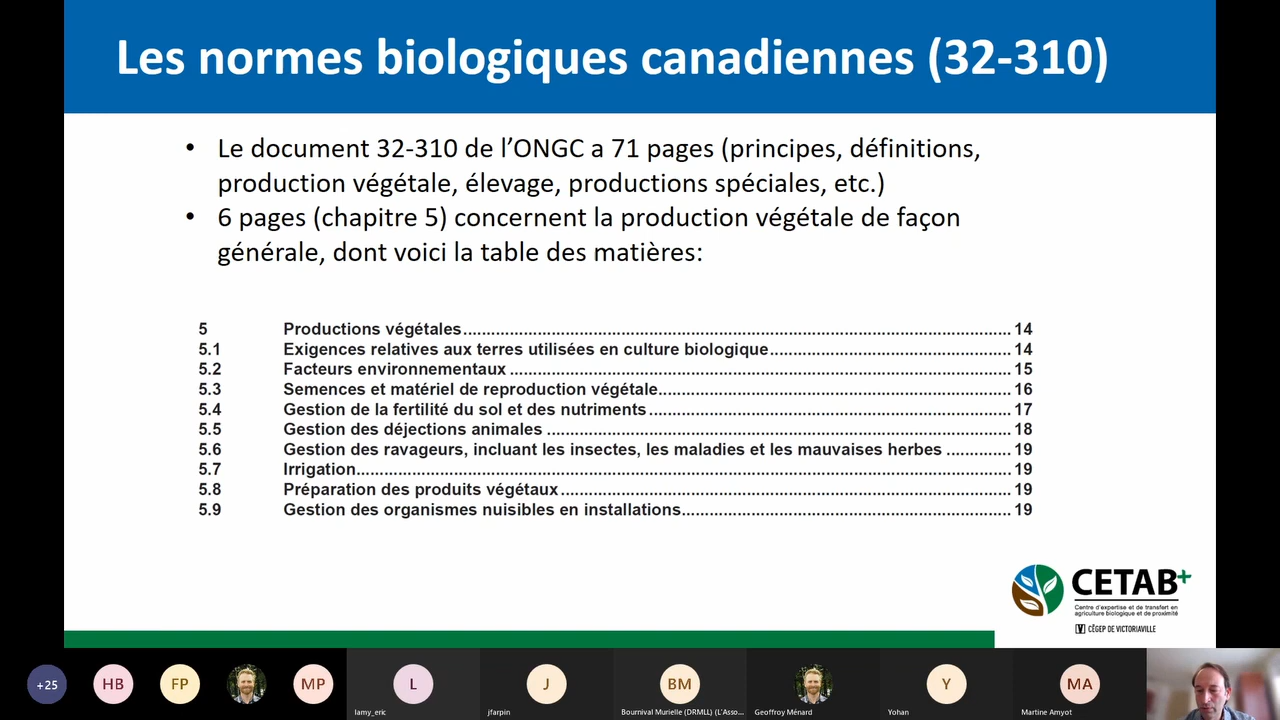 Les normes biologiques canadiennes (32-310)
• Le document 32-310 de l’ONGC a 71 pages (principes, définitions,
production végétale, élevage, productions spéciales, etc.)
• 6 pages (chapitre 5) concernent la production végétale de façon
générale, dont voici la table des matières:
5 Productions végétales 14
5.1 Exigences relatives aux terres utilisées en culture biologique 14
5.2 Facteurs environnementaux 15
5.3 Semences et matériel de reproduction végétale 16
5.4 Gestion de la fertilité du sol et des nutriments 17
5.5 Gestion des déjections animales 18
5.6 Gestion des ravageurs, incluant les insectes, les maladies et les mauvaises herbes 19
5.7 Irrigation 19
5.8 Préparation des produits végétaux 19
5.9 Gestion des organismes nuisibles en installations 19
CETAB+
Centre d'expertise et de transfert en
agriculture biologique et de proximité
CÉGEP DE VICTORIAVILLE
+25 HB FP MP L J BM Y MA
lamy_eric jfarpin Bournival Murielle (DRMLL) (L'Asso... Geoffroy Ménard Yohan Martine Amyot